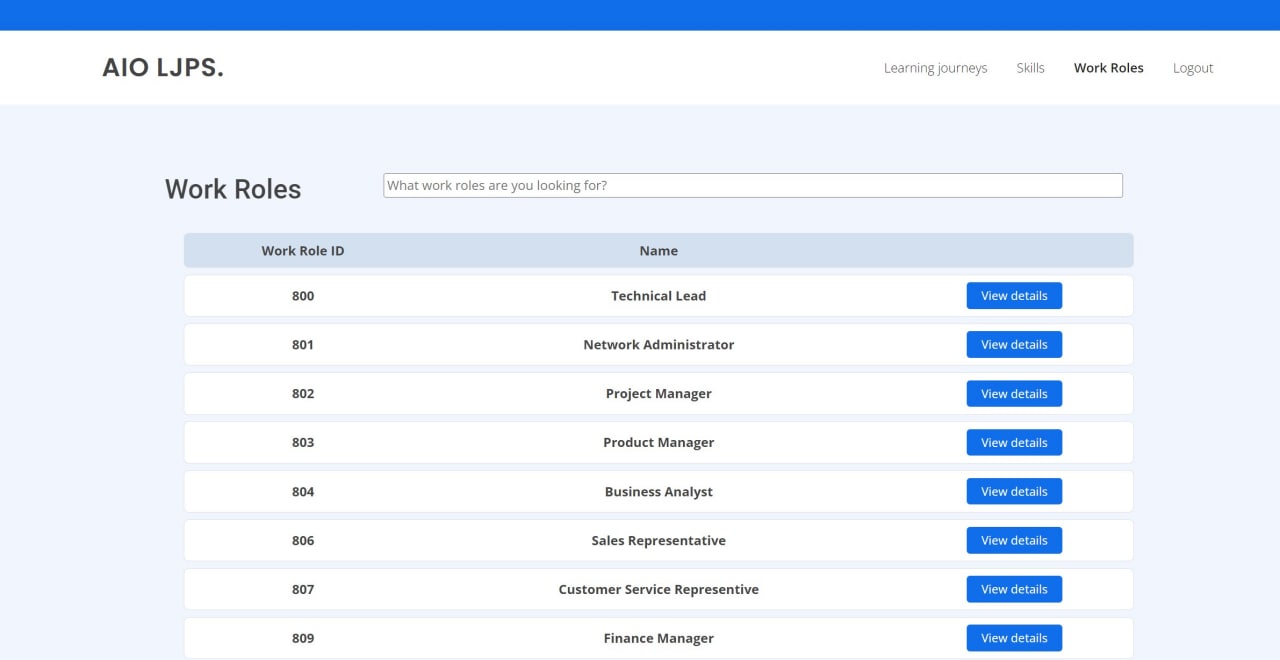 AIO LJPS.
Learning journeys Skills Work Roles Logout
Work Roles
What work roles are you looking for?
Work Role ID Name
800 Technical Lead View details
801 Network Administrator View details
802 Project Manager View details
803 Product Manager View details
804 Business Analyst View details
806 Sales Representative View details
807 Customer Service Representive View details
809 Finance Manager View details